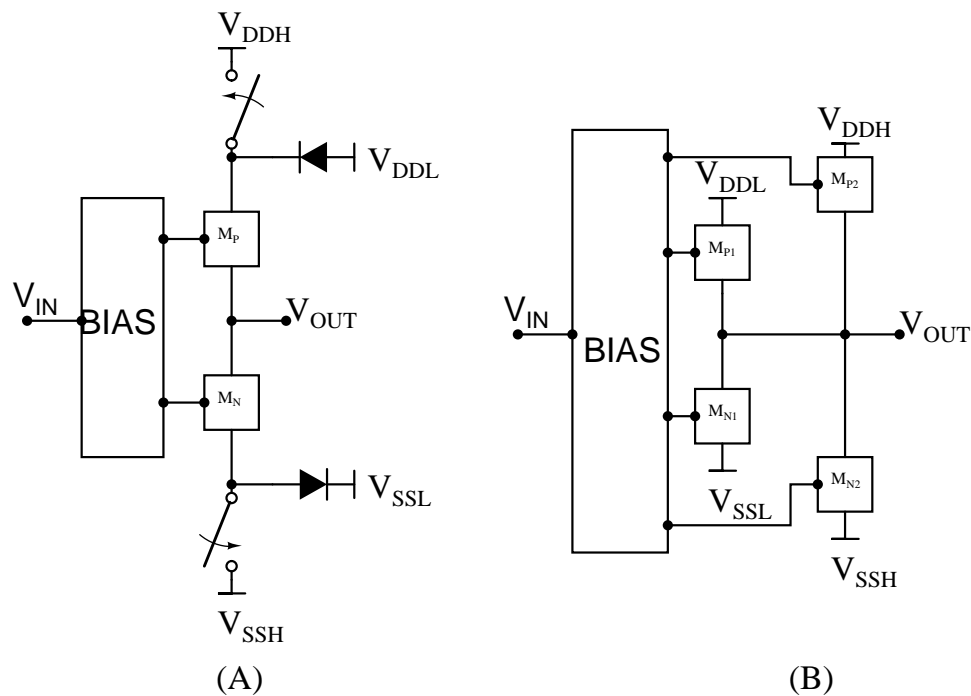 V_DDH
V_DDL
M_P
V_IN
BIAS
V_OUT
M_N
V_SSL
V_SSH
(A)
V_DDH
M_P2
V_DDL
M_P1
V_IN
BIAS
V_OUT
M_N1
V_SSL
M_N2
V_SSH
(B)